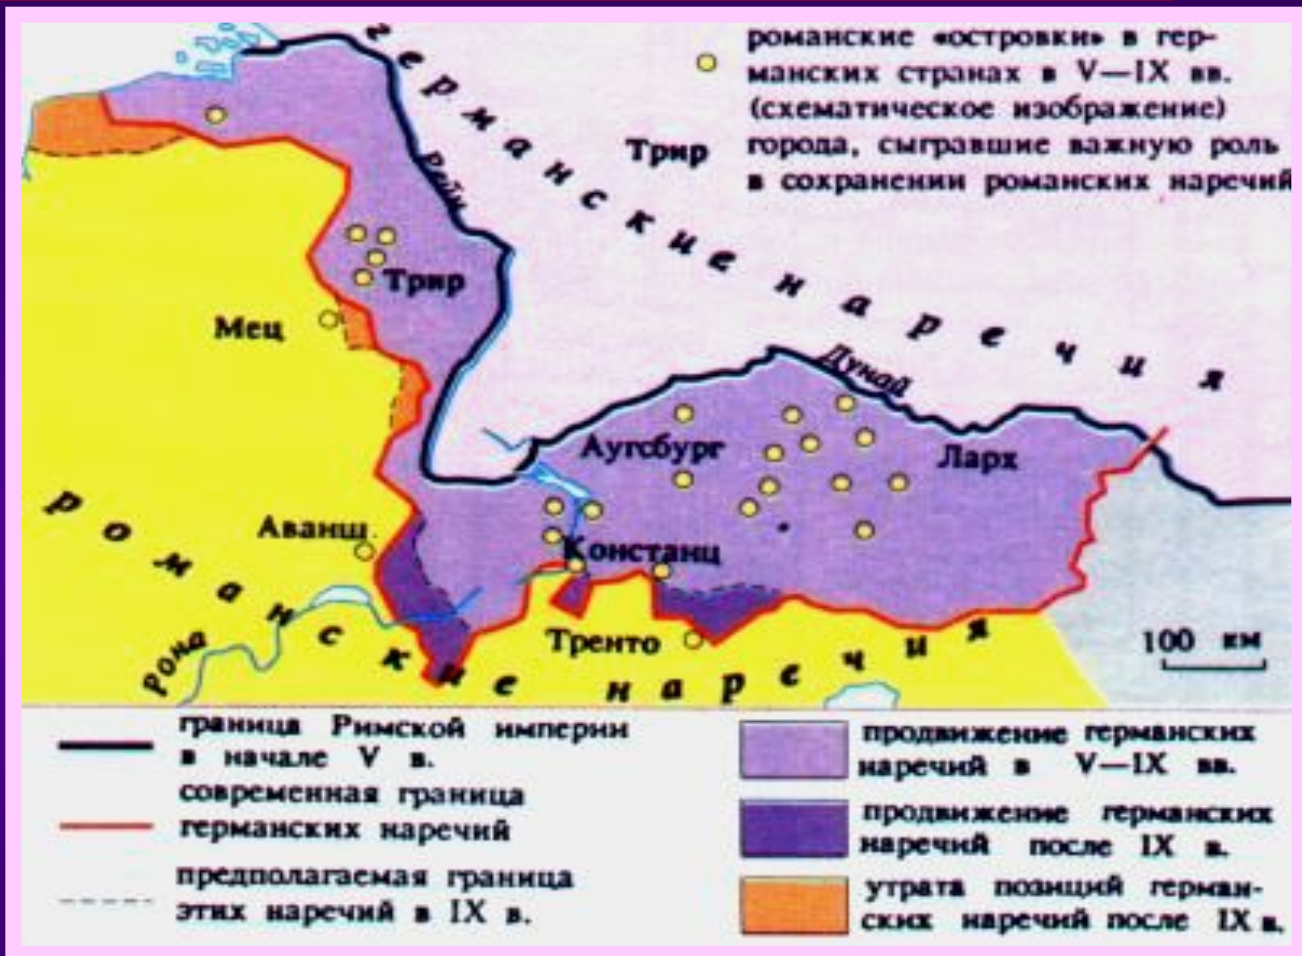 романские «островки» в гер-
манских странах в V—IX вв.
(схематическое изображение)
Трир города, сыгравшие важную роль
в сохранении романских наречий
германские наречия
Рейн
Трир
Мец
Дунай
Аугсбург
Ларх
Аванш
Констанц
романские наречия
Рона
Тренто
100 км
граница Римской империи
в начале V в.
современная граница
германских наречий
предполагаемая граница
этих наречий в IX в.
продвижение германских
наречий в V—IX вв.
продвижение германских
наречий после IX в.
утрата позиций герман-
ских наречий после IX в.